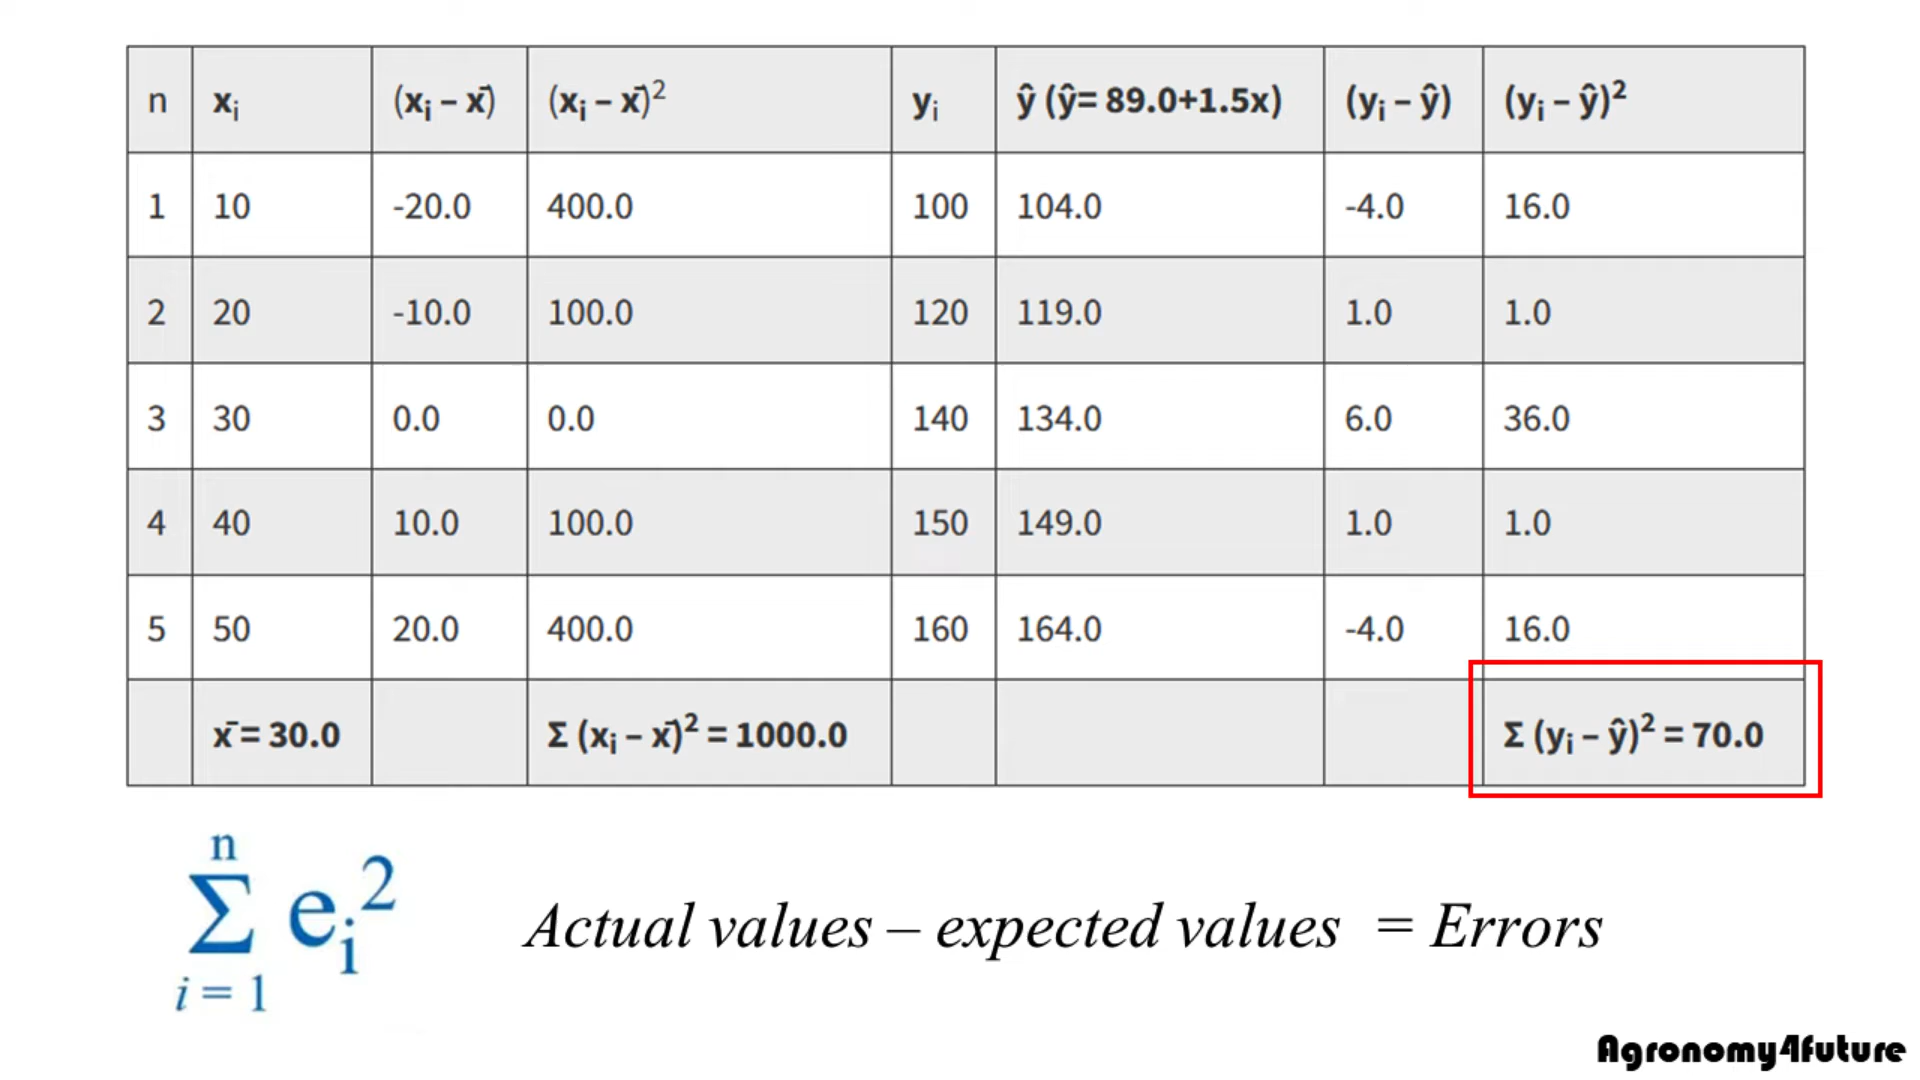 n xᵢ (xᵢ – x̄) (xᵢ – x̄)² yᵢ ŷ (ŷ= 89.0+1.5x) (yᵢ – ŷ) (yᵢ – ŷ)²
1 10 -20.0 400.0 100 104.0 -4.0 16.0
2 20 -10.0 100.0 120 119.0 1.0 1.0
3 30 0.0 0.0 140 134.0 6.0 36.0
4 40 10.0 100.0 150 149.0 1.0 1.0
5 50 20.0 400.0 160 164.0 -4.0 16.0
x̄ = 30.0 Σ (xᵢ – x̄)² = 1000.0 Σ (yᵢ – ŷ)² = 70.0
n
Σ eᵢ² Actual values – expected values = Errors
i = 1
Agronomy4future